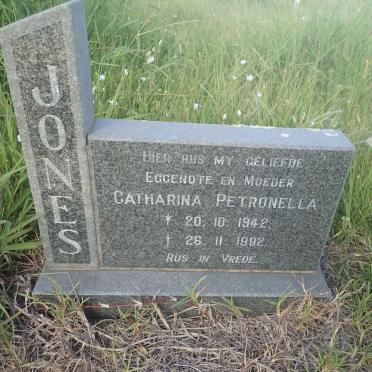 JONES
HIER RUS MY GELIEFDE
EGGENOTE EN MOEDER
CATHARINA PETRONELLA
* 20. 10. 1942.
† 26. 11. 1992.
RUS IN VREDE.